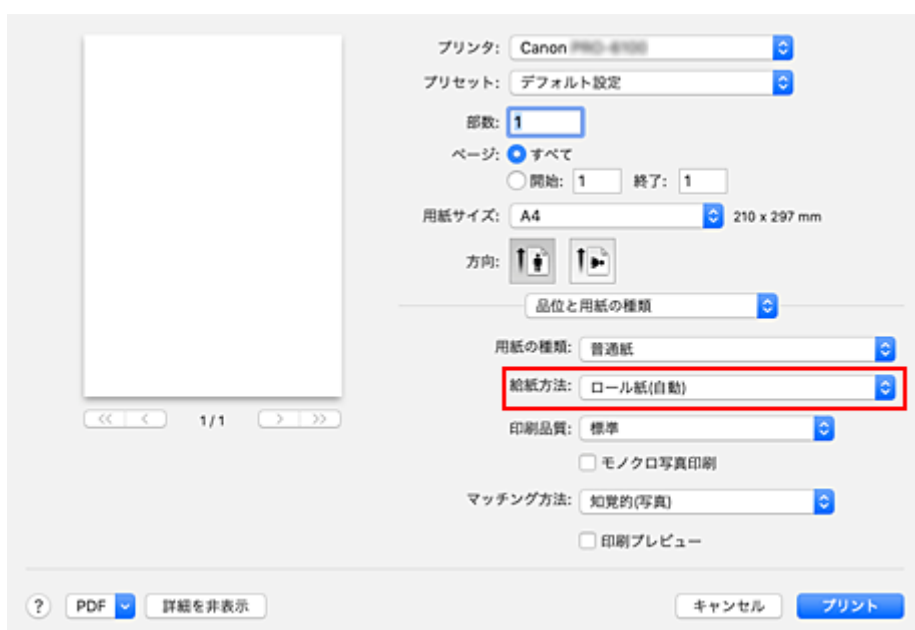 プリンタ: Canon
プリセット: デフォルト設定
部数: 1
ページ: すべて
開始: 1 終了: 1
用紙サイズ: A4 210 x 297 mm
方向:
品位と用紙の種類
用紙の種類: 普通紙
給紙方法: ロール紙(自動)
1/1
印刷品質: 標準
モノクロ写真印刷
マッチング方法: 知覚的(写真)
印刷プレビュー
? PDF 詳細を非表示 キャンセル プリント